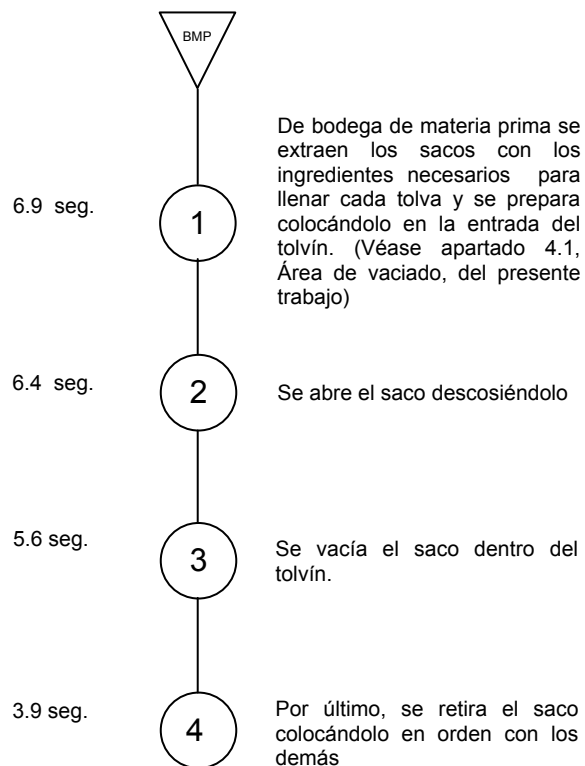 BMP
De bodega de materia prima se
extraen los sacos con los
ingredientes necesarios para
llenar cada tolva y se prepara
colocándolo en la entrada del
tolvín. (Véase apartado 4.1,
Área de vaciado, del presente
trabajo)
6.9 seg.
1
6.4 seg.
2
Se abre el saco descosiéndolo
5.6 seg.
3
Se vacía el saco dentro del
tolvín.
3.9 seg.
4
Por último, se retira el saco
colocándolo en orden con los
demás